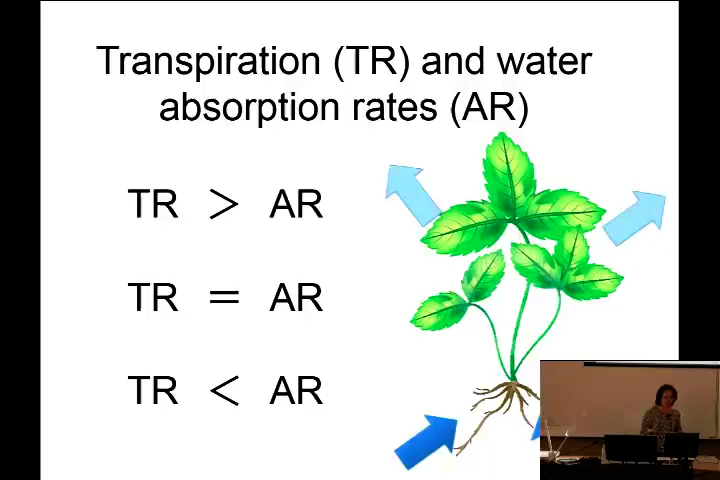 Transpiration (TR) and water
absorption rates (AR)
TR > AR
TR = AR
TR < AR